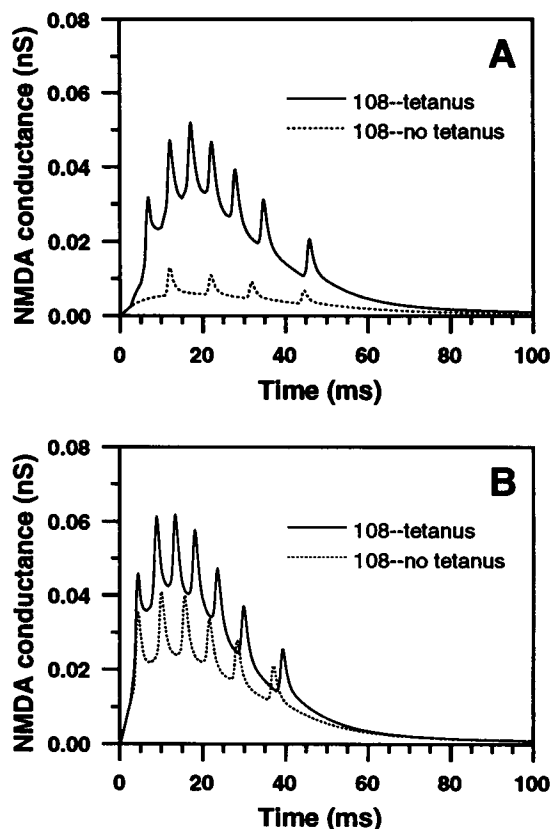 A
NMDA conductance (nS)
0.08
0.06
0.04
0.02
0.00
108--tetanus
108--no tetanus
0 20 40 60 80 100
Time (ms)
B
NMDA conductance (nS)
0.08
0.06
0.04
0.02
0.00
108--tetanus
108--no tetanus
0 20 40 60 80 100
Time (ms)